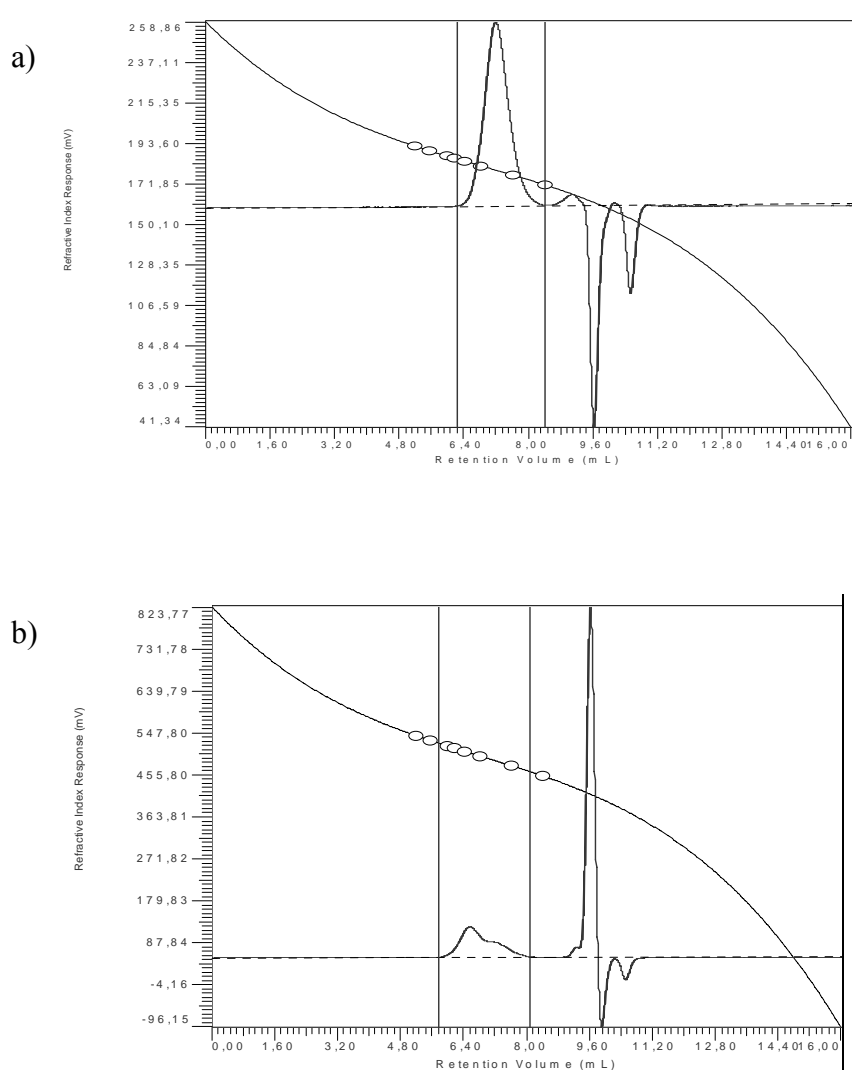 a)
Refractive Index Response (mV)
258,86
237,11
215,35
193,60
171,85
150,10
128,35
106,59
84,84
63,09
41,34
0,00 1,60 3,20 4,80 6,40 8,00 9,60 11,20 12,80 14,40 16,00
Retention Volume (mL)
b)
Refractive Index Response (mV)
823,77
731,78
639,79
547,80
455,80
363,81
271,82
179,83
87,84
-4,16
-96,15
0,00 1,60 3,20 4,80 6,40 8,00 9,60 11,20 12,80 14,40 16,00
Retention Volume (mL)